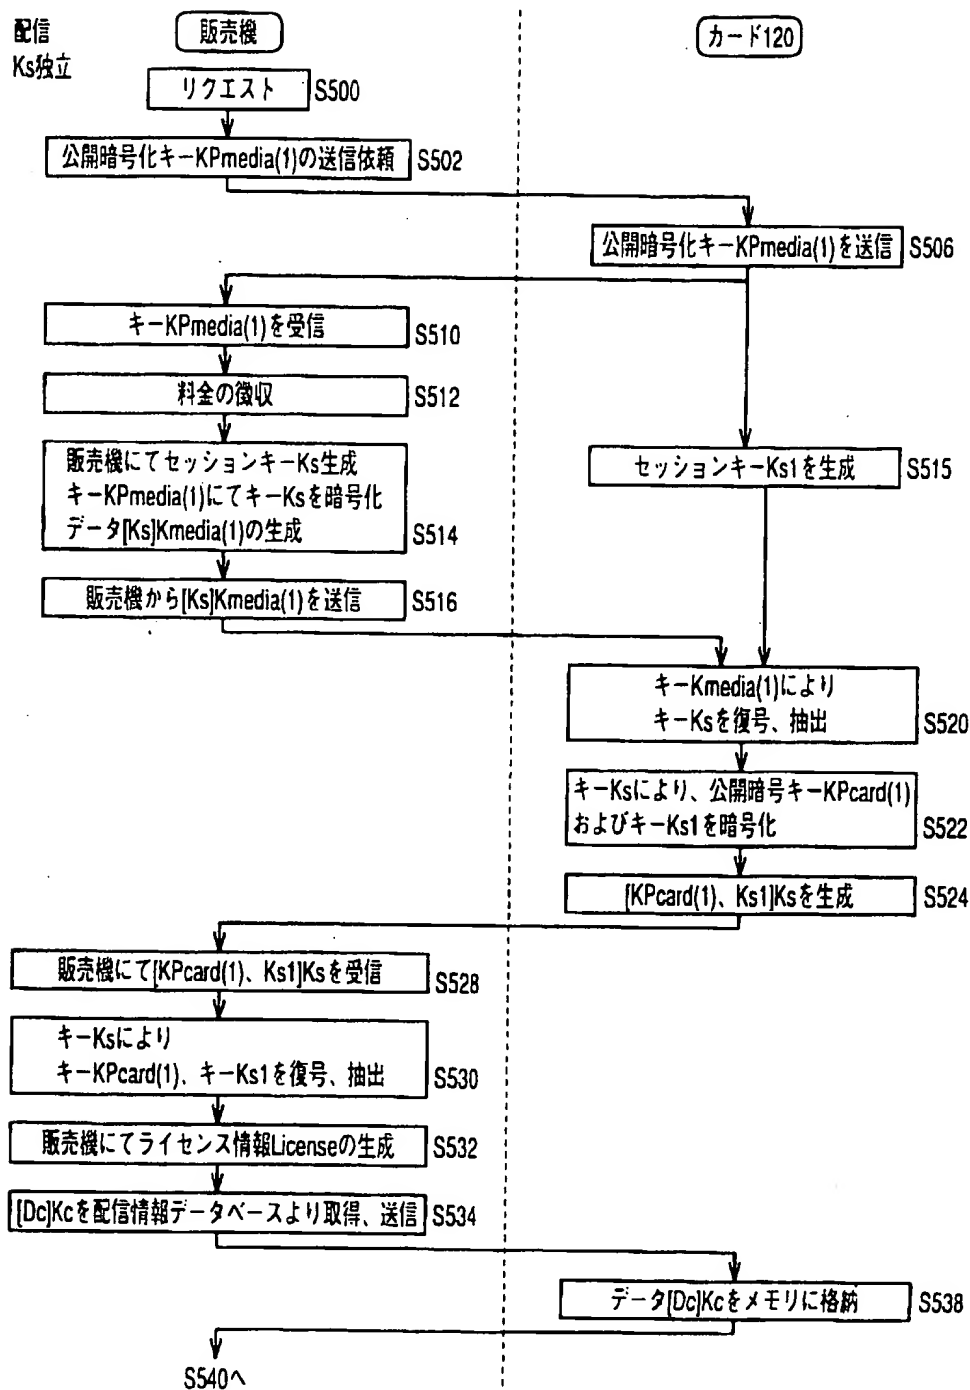 配信
Ks独立
販売機
カード120
リクエスト
S500
公開暗号化キーKPmedia(1)の送信依頼
S502
公開暗号化キーKPmedia(1)を送信
S506
キーKPmedia(1)を受信
S510
料金の徴収
S512
販売機にてセッションキーKs生成
キーKPmedia(1)にてキーKsを暗号化
データ[Ks]Kmedia(1)の生成
S514
セッションキーKs1を生成
S515
販売機から[Ks]Kmedia(1)を送信
S516
キーKmedia(1)により
キーKsを復号、抽出
S520
キーKsにより、公開暗号キーKPcard(1)
およびキーKs1を暗号化
S522
[KPcard(1)、Ks1]Ksを生成
S524
販売機にて[KPcard(1)、Ks1]Ksを受信
S528
キーKsにより
キーKPcard(1)、キーKs1を復号、抽出
S530
販売機にてライセンス情報Licenseの生成
S532
[Dc]Kcを配信情報データベースより取得、送信
S534
データ[Dc]Kcをメモリに格納
S538
S540へ